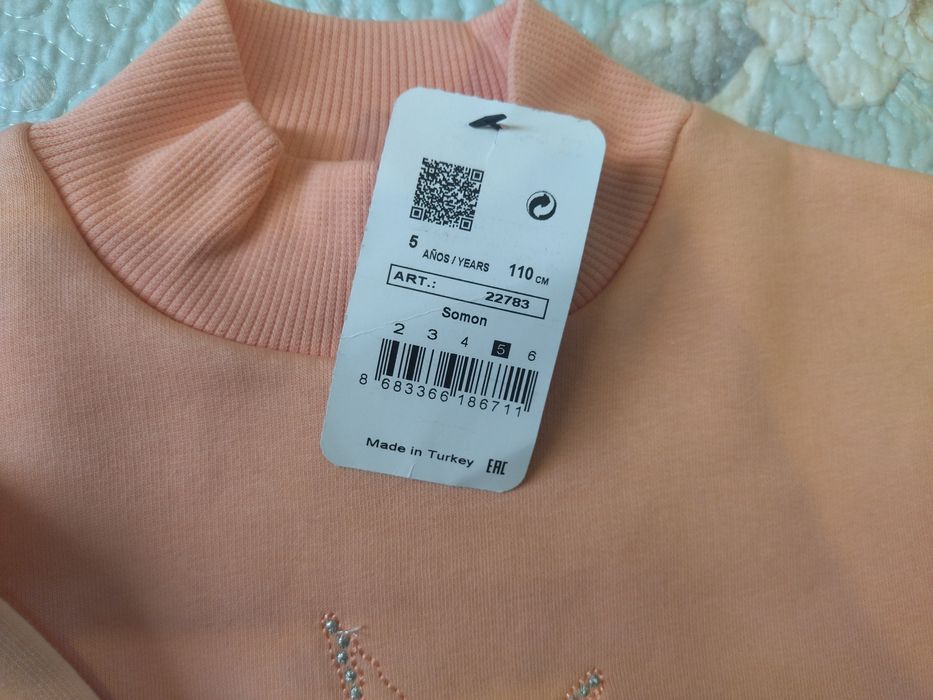 5 AÑOS / YEARS 110 CM
ART.: 22783
Somon
2 3 4 5 6
8 683366 186711
Made in Turkey EAC